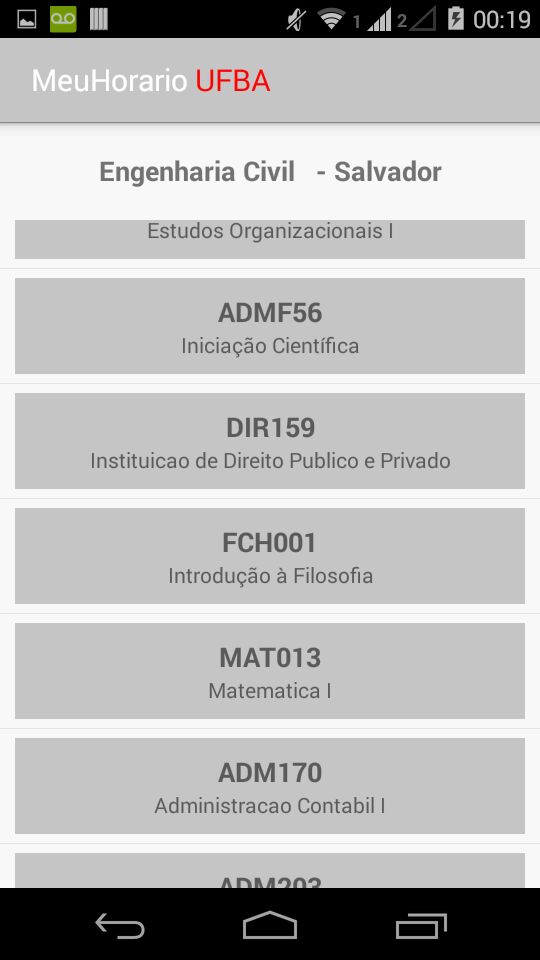 1 2 00:19
MeuHorario UFBA
Engenharia Civil - Salvador
Estudos Organizacionais I
ADMF56
Iniciação Científica
DIR159
Instituicao de Direito Publico e Privado
FCH001
Introdução à Filosofia
MAT013
Matematica I
ADM170
Administracao Contabil I
ADM203